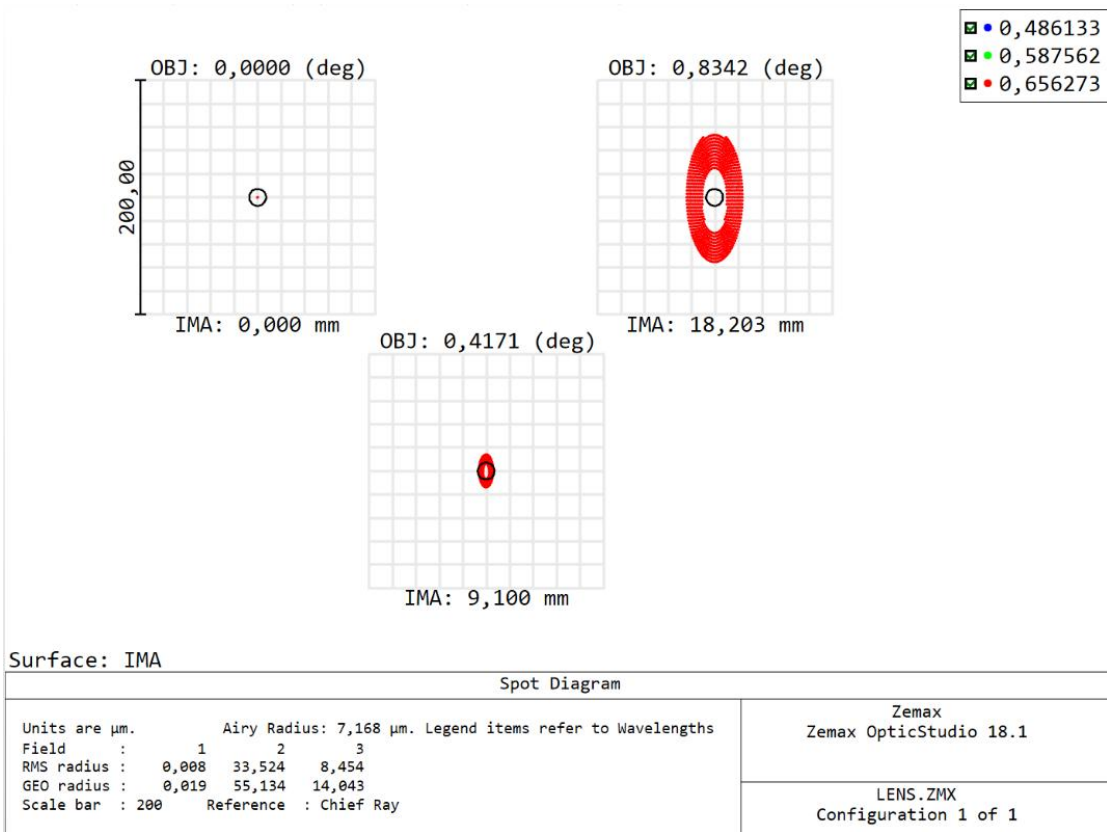 0,486133
0,587562
0,656273
OBJ: 0,0000 (deg)
OBJ: 0,8342 (deg)
200,00
IMA: 0,000 mm
IMA: 18,203 mm
OBJ: 0,4171 (deg)
IMA: 9,100 mm
Surface: IMA
Spot Diagram
Units are µm. Airy Radius: 7,168 µm. Legend items refer to Wavelengths
Field : 1 2 3
RMS radius : 0,008 33,524 8,454
GEO radius : 0,019 55,134 14,043
Scale bar : 200 Reference : Chief Ray
Zemax
Zemax OpticStudio 18.1
LENS.ZMX
Configuration 1 of 1